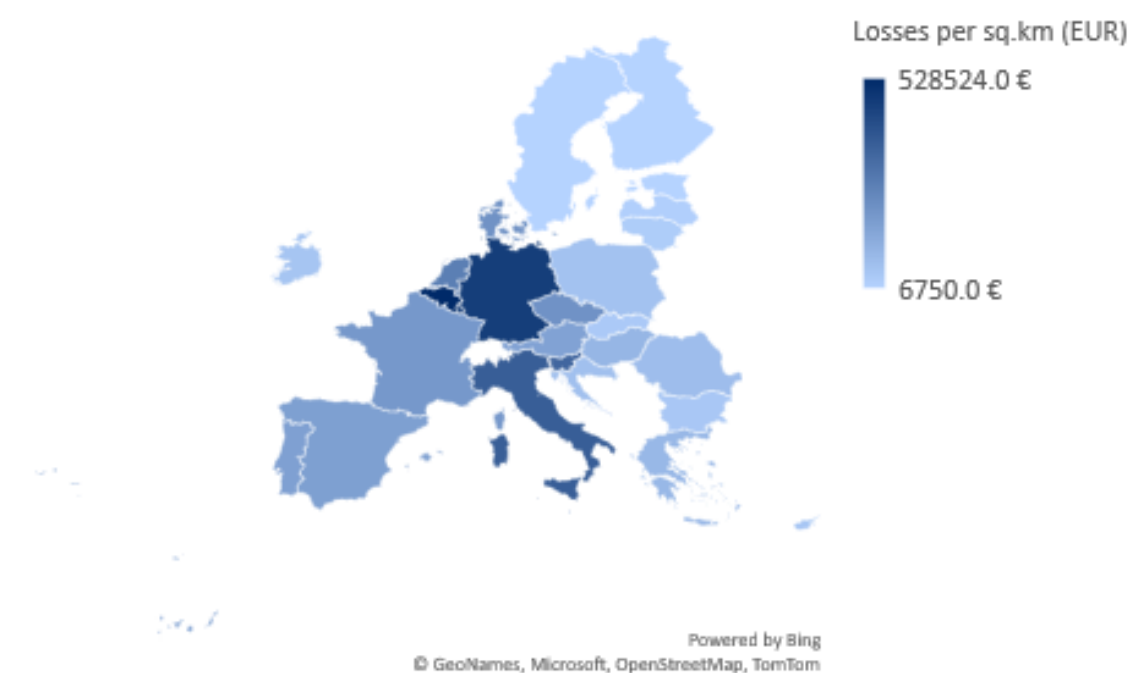 Losses per sq.km (EUR)
528524.0 €
6750.0 €
Powered by Bing
© GeoNames, Microsoft, OpenStreetMap, TomTom